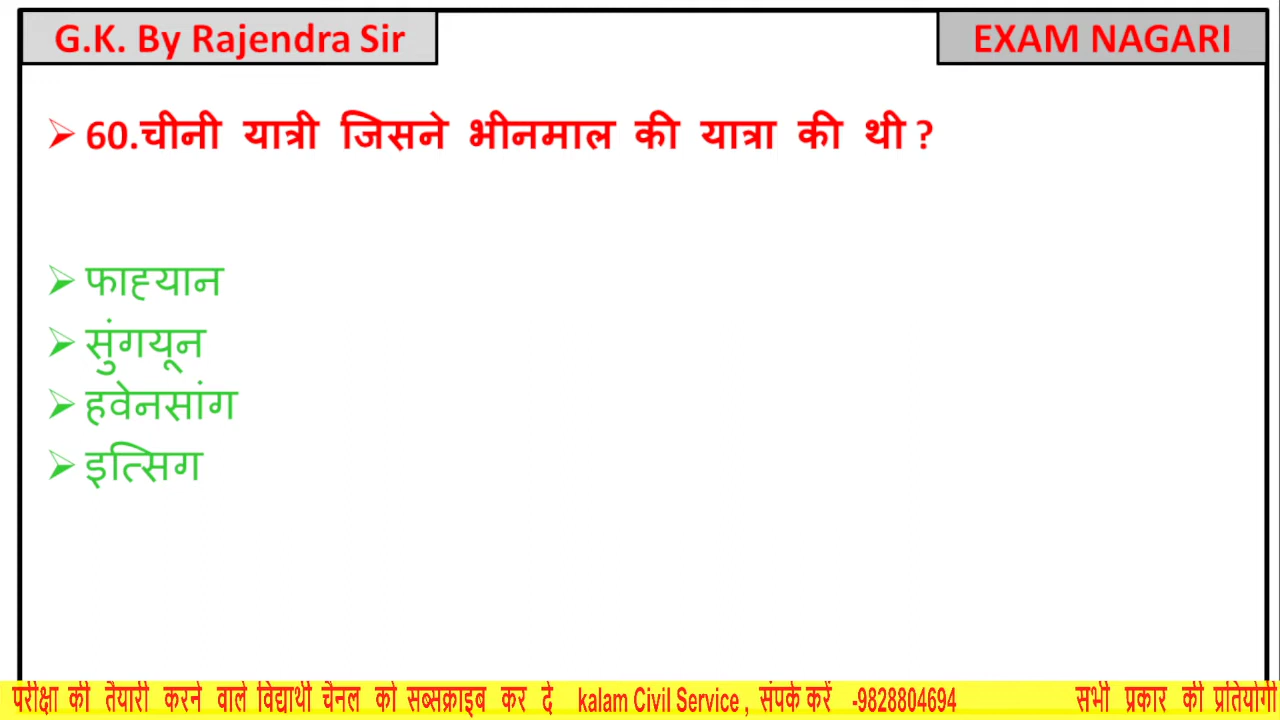 G.K. By Rajendra Sir
EXAM NAGARI
60.चीनी यात्री जिसने भीनमाल की यात्रा की थी ?
फाह्यान
सुंगयून
हवेनसांग
इत्सिग
परीक्षा की तैयारी करने वाले विद्यार्थी चैनल को सब्सक्राइब कर दे kalam Civil Service , संपर्क करें -9828804694 सभी प्रकार की प्रतियोगी